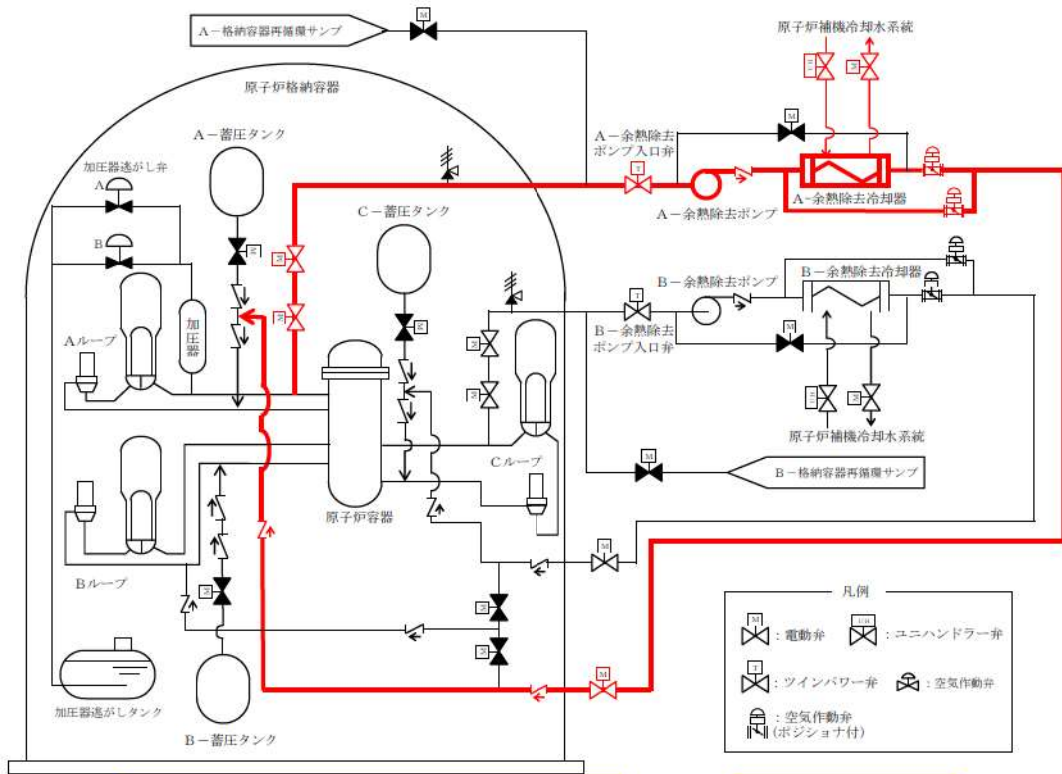 A－格納容器再循環サンプ
M
原子炉補機冷却水系統
UH
M
原子炉格納容器
A－蓄圧タンク
M
A－余熱除去
ポンプ入口弁
T
A－余熱除去ポンプ
A－余熱除去冷却器
加圧器逃がし弁
A
B
C－蓄圧タンク
M
M
M
M
B－余熱除去ポンプ
B－余熱除去冷却器
T
B－余熱除去
ポンプ入口弁
M
M
M
M
UH
M
原子炉補機冷却水系統
Aループ
加圧器
Cループ
M
B－格納容器再循環サンプ
原子炉容器
Bループ
M
M
M
M
M
加圧器逃がしタンク
B－蓄圧タンク
凡例
M
：電動弁
UH
：ユニハンドラー弁
T
：ツインパワー弁
：空気作動弁
：空気作動弁
(ポジショナ付)